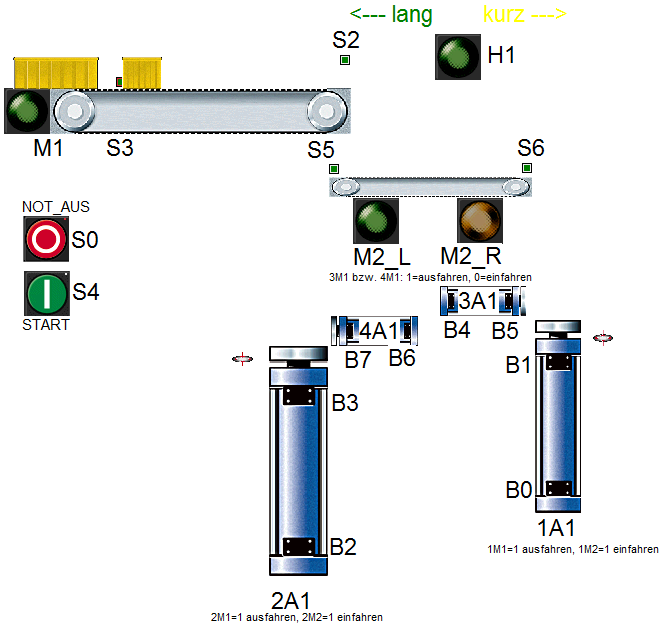 <--- lang kurz --->
S2
H1
M1 S3 S5 S6
NOT_AUS
S0
M2_L M2_R
3M1 bzw. 4M1: 1=ausfahren, 0=einfahren
S4
START
3A1
4A1 B4 B5
B7 B6 B1
B3
B0
1A1
B2 1M1=1 ausfahren, 1M2=1 einfahren
2A1
2M1=1 ausfahren, 2M2=1 einfahren